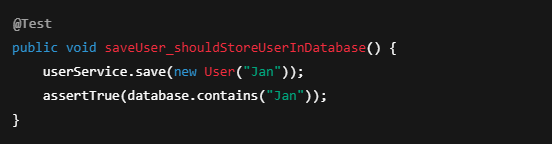 @Test
public void saveUser_shouldStoreUserInDatabase() {
    userService.save(new User("Jan"));
    assertTrue(database.contains("Jan"));
}